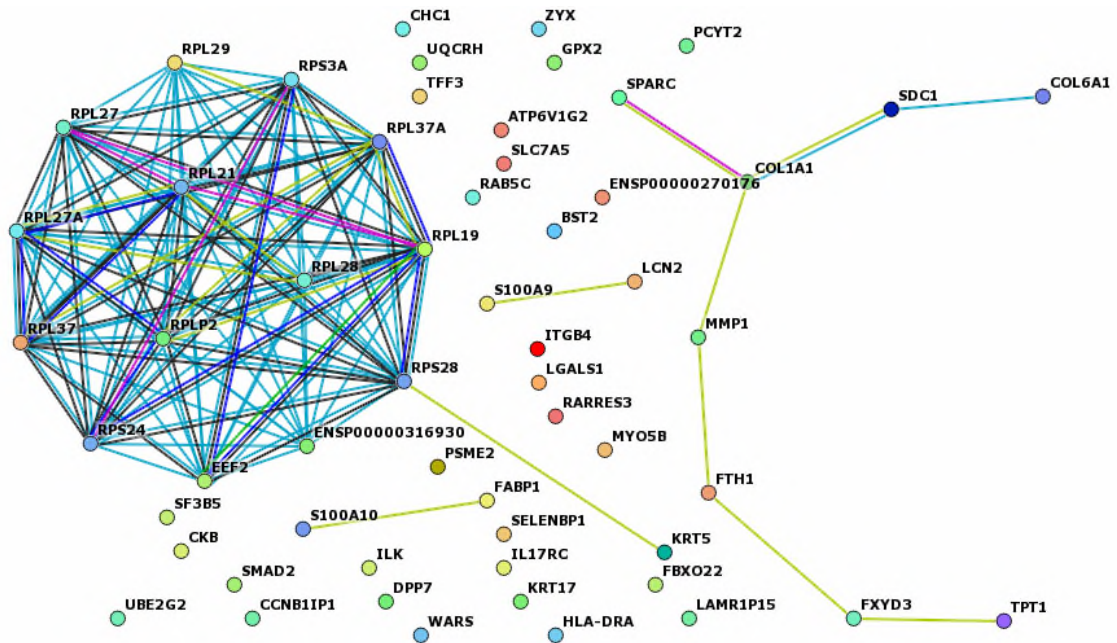 CHC1
ZYX
PCYT2
RPL29
UQCRH
GPX2
RPS3A
TFF3
SPARC
COL6A1
SDC1
RPL27
RPL37A
ATP6V1G2
SLC7A5
COL1A1
RPL21
RAB5C
ENSP00000270176
RPL27A
BST2
RPL19
RPL28
LCN2
S100A9
RPL37
RPLP2
MMP1
ITGB4
RPS28
LGALS1
RARRES3
RPS24
ENSP00000316930
MYO5B
EEF2
PSME2
FTH1
FABP1
SF3B5
S100A10
SELENBP1
KRT5
CKB
ILK
IL17RC
SMAD2
FBXO22
DPP7
KRT17
UBE2G2
CCNB1IP1
LAMR1P15
FXYD3
TPT1
WARS
HLA-DRA